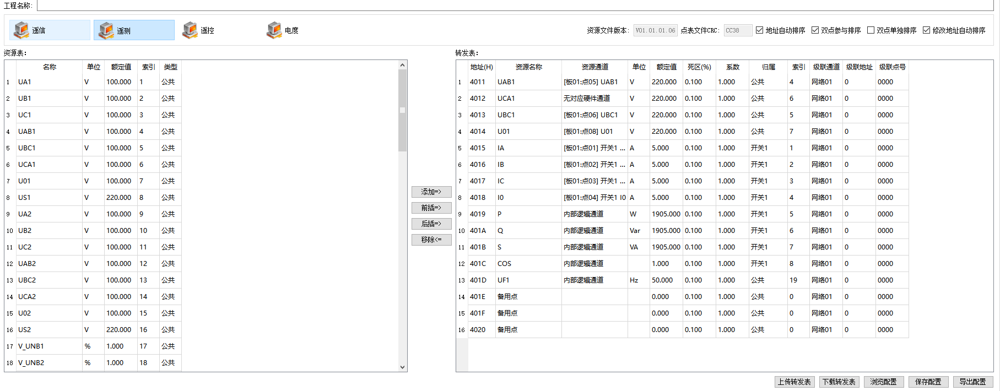 工程名称：
遥信 遥测 遥控 电度 资源文件版本： V01.01.01.06 点表文件CRC： CC38 地址自动排序 双点参与排序 双点单独排序 修改地址自动排序
资源表：
名称 单位 额定值 索引 类型
1 UA1 V 100.000 1 公共
2 UB1 V 100.000 2 公共
3 UC1 V 100.000 3 公共
4 UAB1 V 100.000 4 公共
5 UBC1 V 100.000 5 公共
6 UCA1 V 100.000 6 公共
7 U01 V 100.000 7 公共
8 US1 V 220.000 8 公共
9 UA2 V 100.000 9 公共
10 UB2 V 100.000 10 公共
11 UC2 V 100.000 11 公共
12 UAB2 V 100.000 12 公共
13 UBC2 V 100.000 13 公共
14 UCA2 V 100.000 14 公共
15 U02 V 100.000 15 公共
16 US2 V 220.000 16 公共
17 V_UNB1 % 1.000 17 公共
18 V_UNB2 % 1.000 18 公共
添加=>
前插=>
后插=>
移除<=
转发表：
地址(H) 资源名称 资源通道 单位 额定值 死区(%) 系数 归属 索引 级联通道 级联地址 级联点号
1 4011 UAB1 [板01:点05] UAB1 V 220.000 0.100 1.000 公共 4 网络01 0 0000
2 4012 UCA1 无对应硬件通道 V 220.000 0.100 1.000 公共 6 网络01 0 0000
3 4013 UBC1 [板01:点06] UBC1 V 220.000 0.100 1.000 公共 5 网络01 0 0000
4 4014 U01 [板01:点08] U01 V 220.000 0.100 1.000 公共 7 网络01 0 0000
5 4015 IA [板01:点01] 开关1 ... A 5.000 0.100 1.000 开关1 1 网络01 0 0000
6 4016 IB [板01:点02] 开关1 ... A 5.000 0.100 1.000 开关1 2 网络01 0 0000
7 4017 IC [板01:点03] 开关1 ... A 5.000 0.100 1.000 开关1 3 网络01 0 0000
8 4018 I0 [板01:点04] 开关1 I0 A 5.000 0.100 1.000 开关1 4 网络01 0 0000
9 4019 P 内部逻辑通道 W 1905.000 0.100 1.000 开关1 5 网络01 0 0000
10 401A Q 内部逻辑通道 Var 1905.000 0.100 1.000 开关1 6 网络01 0 0000
11 401B S 内部逻辑通道 VA 1905.000 0.100 1.000 开关1 7 网络01 0 0000
12 401C COS 内部逻辑通道 1.000 0.100 1.000 开关1 8 网络01 0 0000
13 401D UF1 内部逻辑通道 Hz 50.000 0.100 1.000 公共 19 网络01 0 0000
14 401E 备用点 0.000 0.100 1.000 公共 0 网络01 0 0000
15 401F 备用点 0.000 0.100 1.000 公共 0 网络01 0 0000
16 4020 备用点 0.000 0.100 1.000 公共 0 网络01 0 0000
上传转发表 下载转发表 浏览配置 保存配置 导出配置